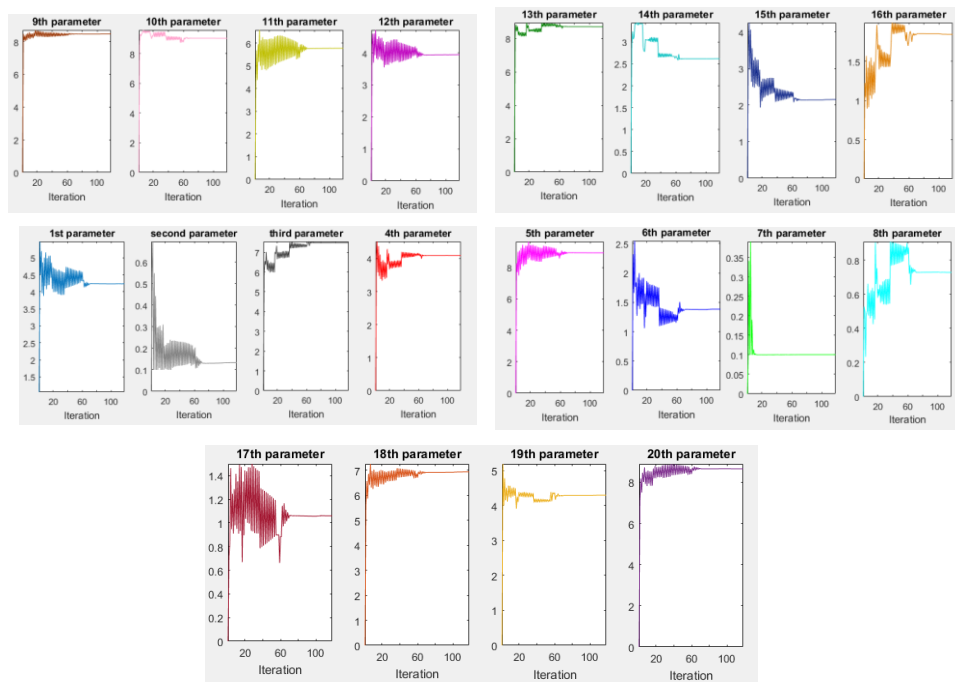 9th parameter
8
6
4
2
0
20 60 100
Iteration
10th parameter
8
6
4
2
0
20 60 100
Iteration
11th parameter
6
5
4
3
2
1
0
20 60 100
Iteration
12th parameter
4
3
2
1
0
20 60 100
Iteration
13th parameter
8
6
4
2
0
20 60 100
Iteration
14th parameter
3
2.5
2
1.5
1
0.5
0
20 60 100
Iteration
15th parameter
4
3
2
1
0
20 60 100
Iteration
16th parameter
1.5
1
0.5
0
20 60 100
Iteration
1st parameter
5
4.5
4
3.5
3
2.5
2
1.5
20 60 100
Iteration
second parameter
0.6
0.5
0.4
0.3
0.2
0.1
0
20 60 100
Iteration
third parameter
7
6
5
4
3
2
1
0
20 60 100
Iteration
4th parameter
4
3
2
1
0
20 60 100
Iteration
5th parameter
8
6
4
2
0
20 60 100
Iteration
6th parameter
2.5
2
1.5
1
0.5
0
20 60 100
Iteration
7th parameter
0.35
0.3
0.25
0.2
0.15
0.1
0.05
0
20 60 100
Iteration
8th parameter
0.8
0.6
0.4
0.2
0
20 60 100
Iteration
17th parameter
1.4
1.2
1
0.8
0.6
0.4
0.2
0
20 60 100
Iteration
18th parameter
7
6
5
4
3
2
1
0
20 60 100
Iteration
19th parameter
5
4
3
2
1
0
20 60 100
Iteration
20th parameter
8
6
4
2
0
20 60 100
Iteration